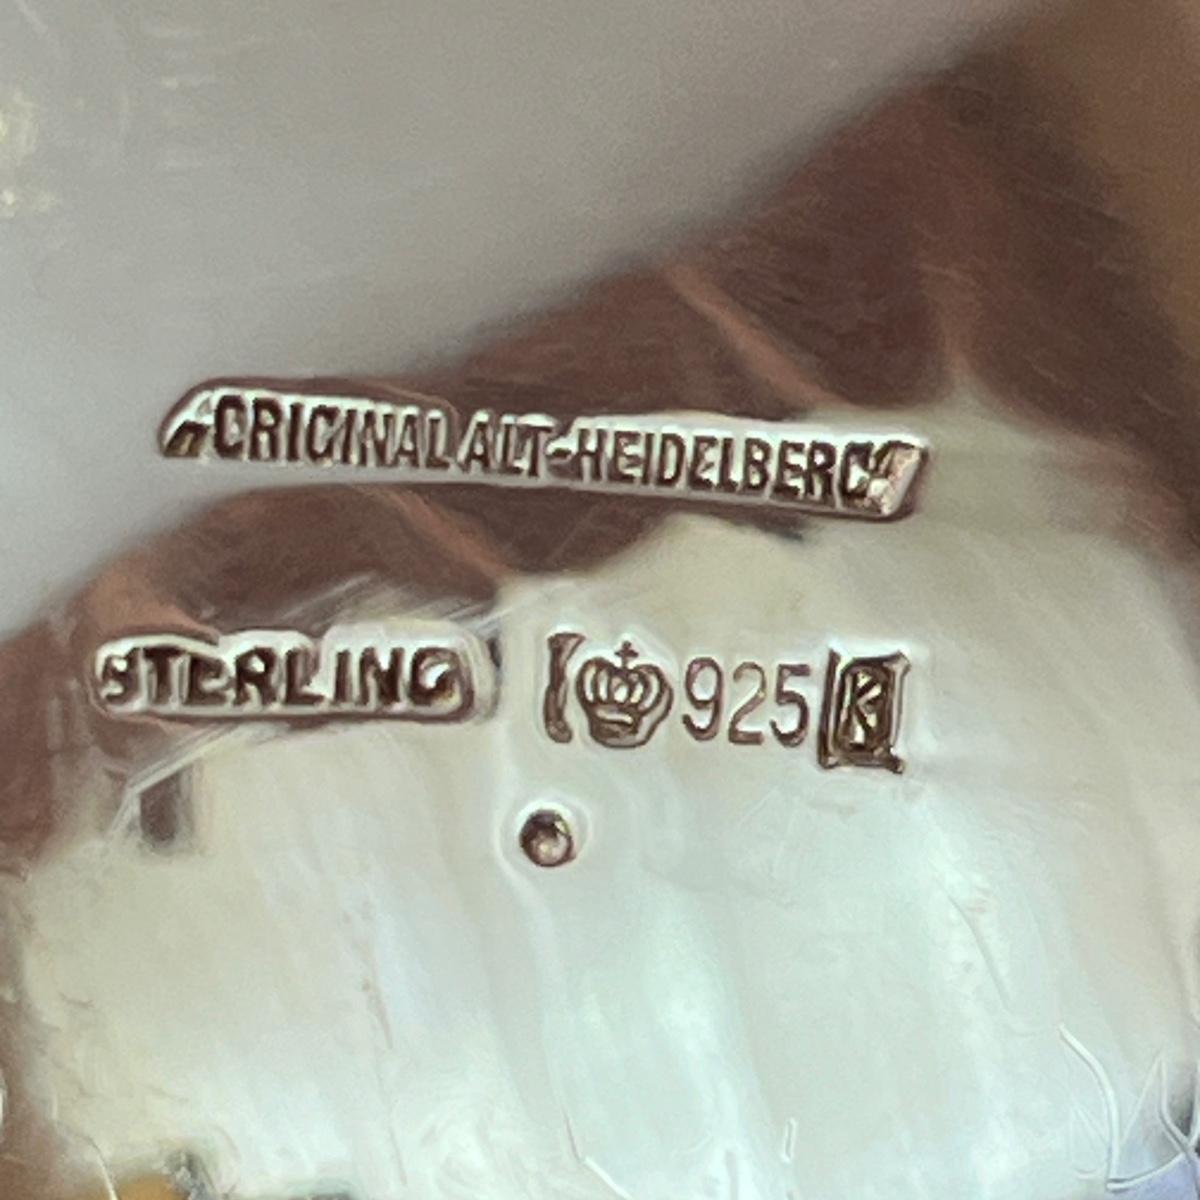 "ORIGINAL ALT-HEIDELBERG"
STERLING 925 K